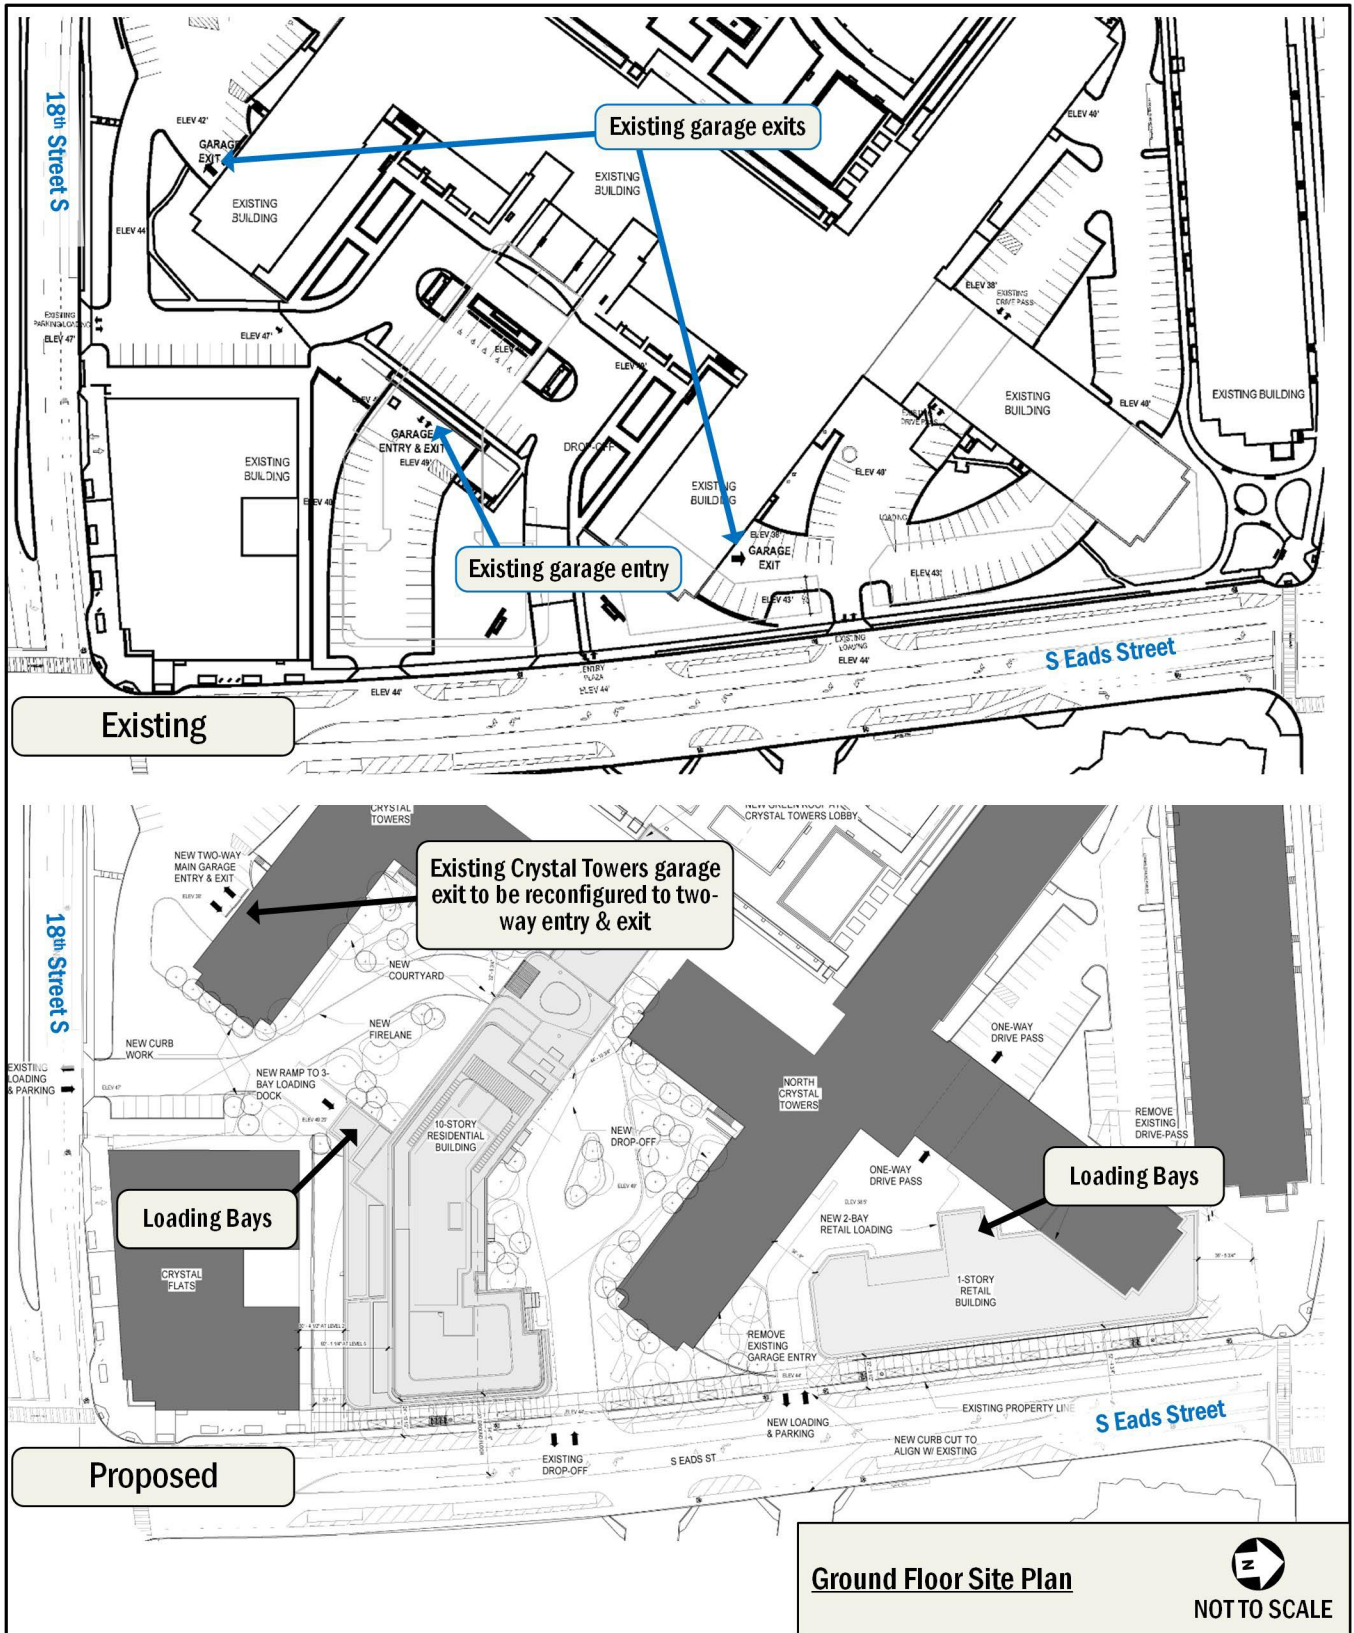 18th Street S
ELEV 42'
GARAGE
EXIT
Existing garage exits
EXISTING
BUILDING
EXISTING
BUILDING
ELEV 40'
ELEV 44'
EXISTING
PARKING/LOADING
ELEV 47'
ELEV 47'
ELEV 38'
EXISTING
DRIVE PASS
EXISTING
BUILDING
EXISTING BUILDING
ELEV 40'
GARAGE
ENTRY & EXIT
ELEV 49'
DROP-OFF
EXISTING
BUILDING
ELEV 40'
EXISTING
BUILDING
LOADING
ELEV 38'
GARAGE
EXIT
Existing garage entry
ELEV 43'
ELEV 43'
EXISTING
LOADING
ELEV 44'
S Eads Street
ENTRY
PLAZA
ELEV 44'
ELEV 44'
Existing
CRYSTAL
TOWERS
CRYSTAL TOWERS LOBBY
NEW TWO-WAY
MAIN GARAGE
ENTRY & EXIT
ELEV 38'
Existing Crystal Towers garage
exit to be reconfigured to two-
way entry & exit
18th Street S
NEW
COURTYARD
NEW
FIRELANE
NEW CURB
WORK
EXISTING
LOADING
& PARKING
ELEV 47'
NEW RAMP TO 3-
BAY LOADING
DOCK
10-STORY
RESIDENTIAL
BUILDING
NEW
DROP-OFF
NORTH
CRYSTAL
TOWERS
ONE-WAY
DRIVE PASS
REMOVE
EXISTING
DRIVE-PASS
ONE-WAY
DRIVE PASS
Loading Bays
Loading Bays
NEW 2-BAY
RETAIL LOADING
CRYSTAL
FLATS
1-STORY
RETAIL
BUILDING
REMOVE
EXISTING
GARAGE ENTRY
ELEV 44'
NEW LOADING
& PARKING
EXISTING PROPERTY LINE
NEW CURB CUT TO
ALIGN W/ EXISTING
S Eads Street
EXISTING
DROP-OFF
S EADS ST
Proposed
Ground Floor Site Plan
N
NOT TO SCALE